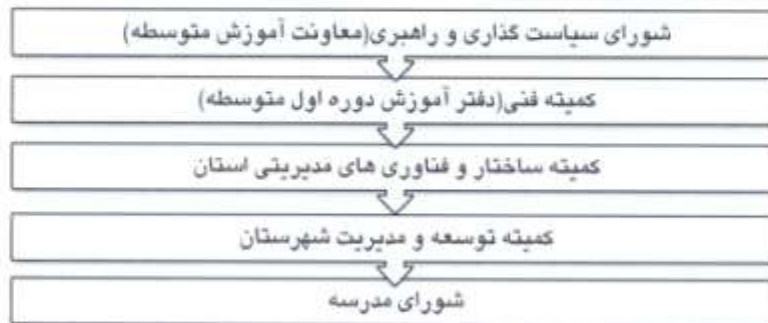 شورای سیاست گذاری و راهبری(معاونت آموزش متوسطه)
کمیته فنی(دفتر آموزش دوره اول متوسطه)
کمیته ساختار و فناوری های مدیریتی استان
کمیته توسعه و مدیریت شهرستان
شورای مدرسه